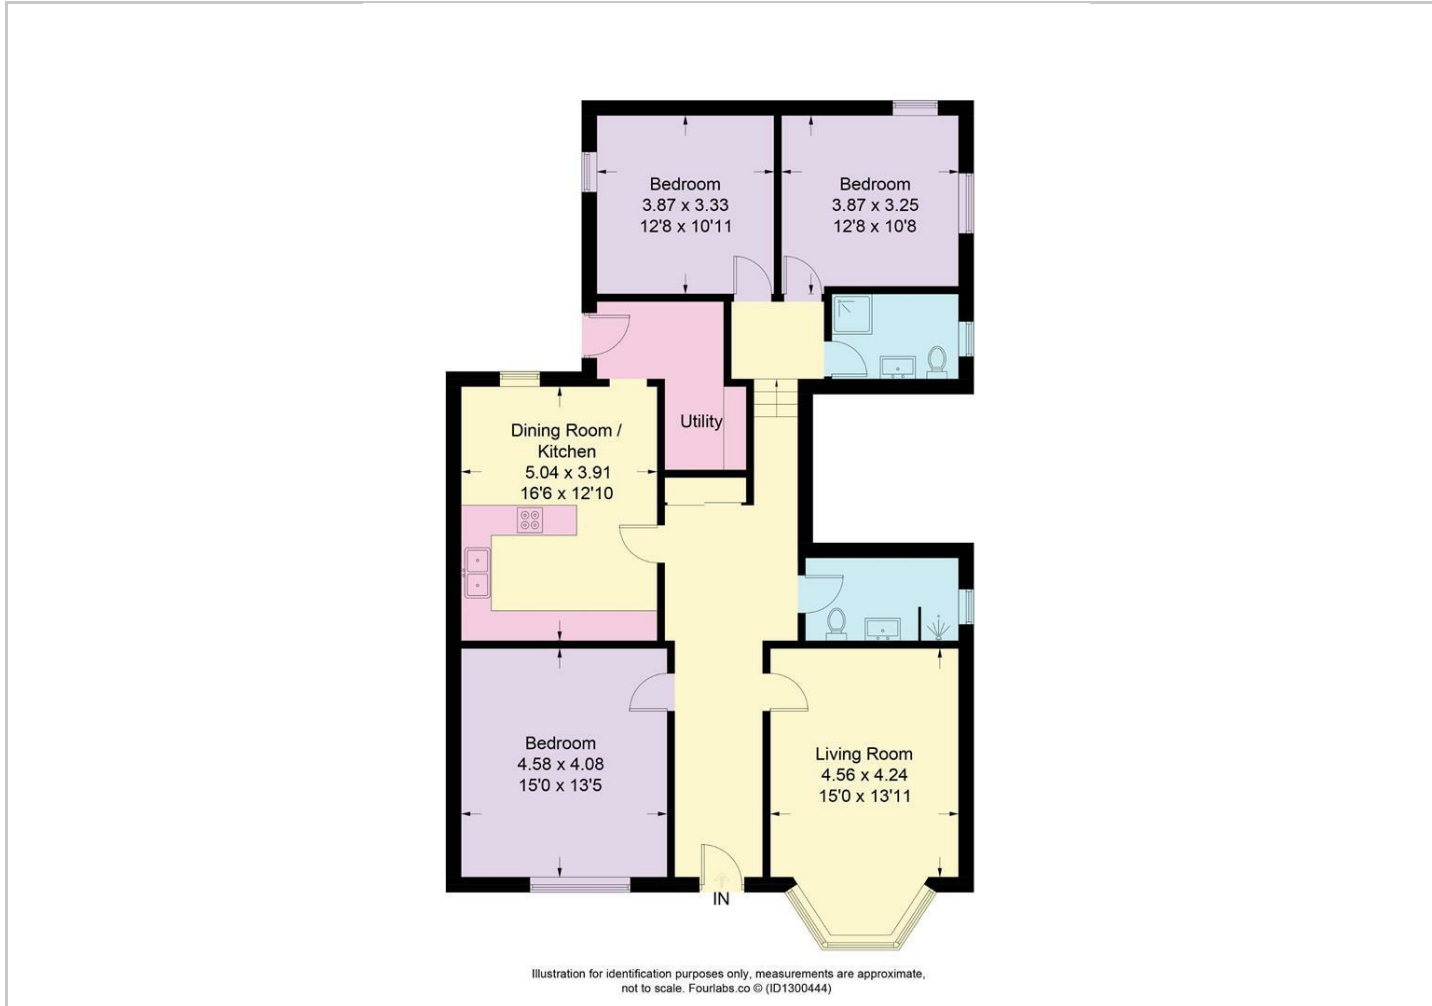 Bedroom
3.87 x 3.33
12'8 x 10'11
Bedroom
3.87 x 3.25
12'8 x 10'8
Utility
Dining Room /
Kitchen
5.04 x 3.91
16'6 x 12'10
Bedroom
4.58 x 4.08
15'0 x 13'5
Living Room
4.56 x 4.24
15'0 x 13'11
IN
Illustration for identification purposes only, measurements are approximate,
not to scale. Fourlabs.co © (ID1300444)